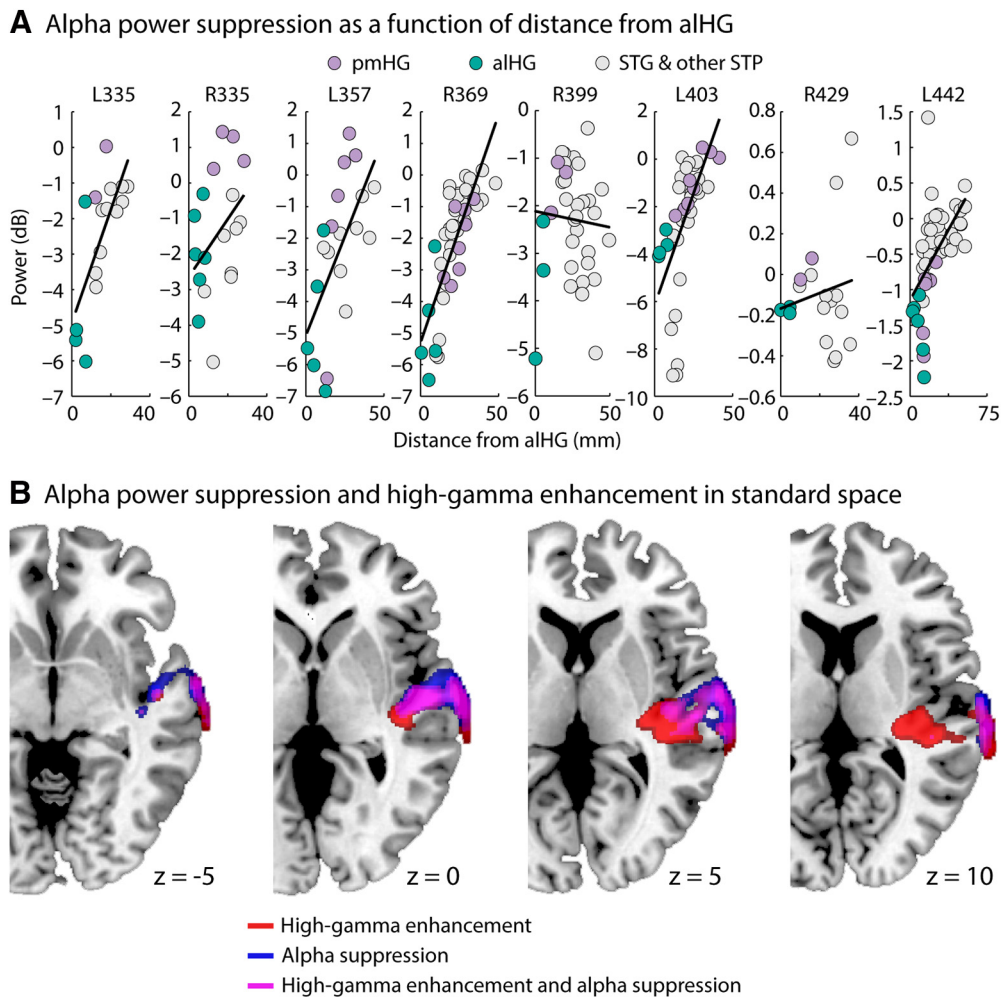 A Alpha power suppression as a function of distance from alHG
pmHG alHG STG & other STP
L335 R335 L357 R369 R399 L403 R429 L442
Power (dB)
1 0 −1 −2 −3 −4 −5 −6 −7
0 40
2 1 0 −1 −2 −3 −4 −5 −6
0 40
2 1 0 −1 −2 −3 −4 −5 −6 −7
0 50
2 1 0 −1 −2 −3 −4 −5 −6 −7
0 50
0 −1 −2 −3 −4 −5 −6
0 50
2 0 −2 −4 −6 −8 −10
0 50
0.8 0.6 0.4 0.2 0 −0.2 −0.4 −0.6
0 50
1.5 1 0.5 0 −0.5 −1 −1.5 −2 −2.5
0 75
Distance from alHG (mm)
B Alpha power suppression and high-gamma enhancement in standard space
z = -5 z = 0 z = 5 z = 10
High-gamma enhancement
Alpha suppression
High-gamma enhancement and alpha suppression